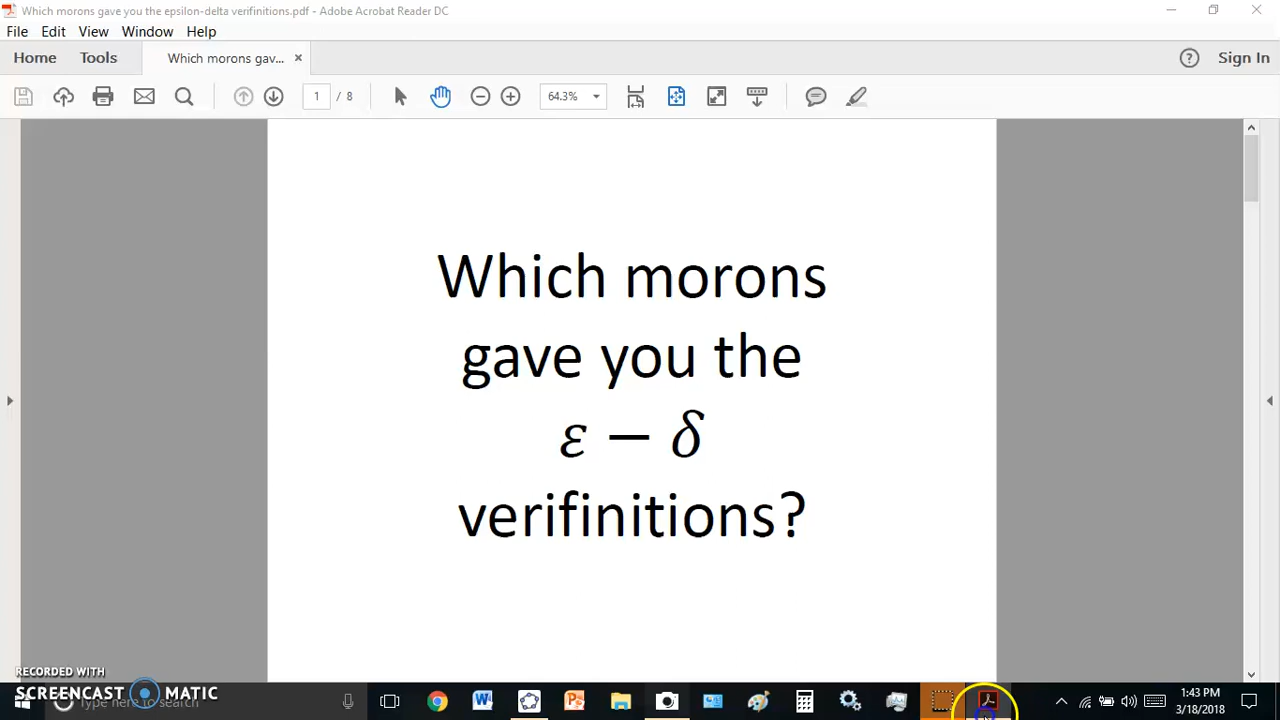 Which morons gave you the epsilon-delta verifinitions.pdf - Adobe Acrobat Reader DC
File Edit View Window Help
Home Tools Which morons gav... × Sign In
1 / 8 64.3%
Which morons
gave you the
ε − δ
verifinitions?
RECORDED WITH
SCREENCAST MATIC
Type here to search
1:43 PM
3/18/2018